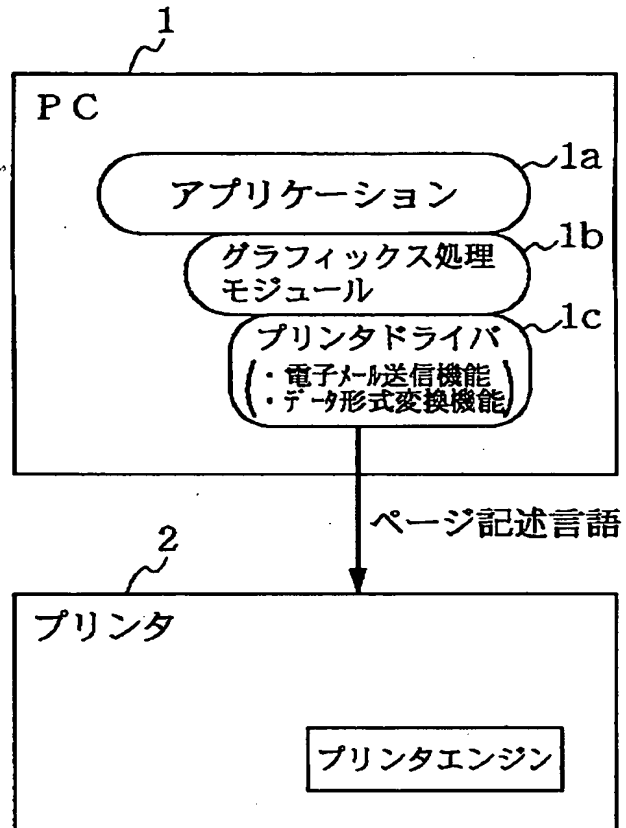 1
PC
アプリケーション
1a
グラフィックス処理
モジュール
1b
プリンタドライバ
1c
・電子メール送信機能
・データ形式変換機能
ページ記述言語
2
プリンタ
プリンタエンジン